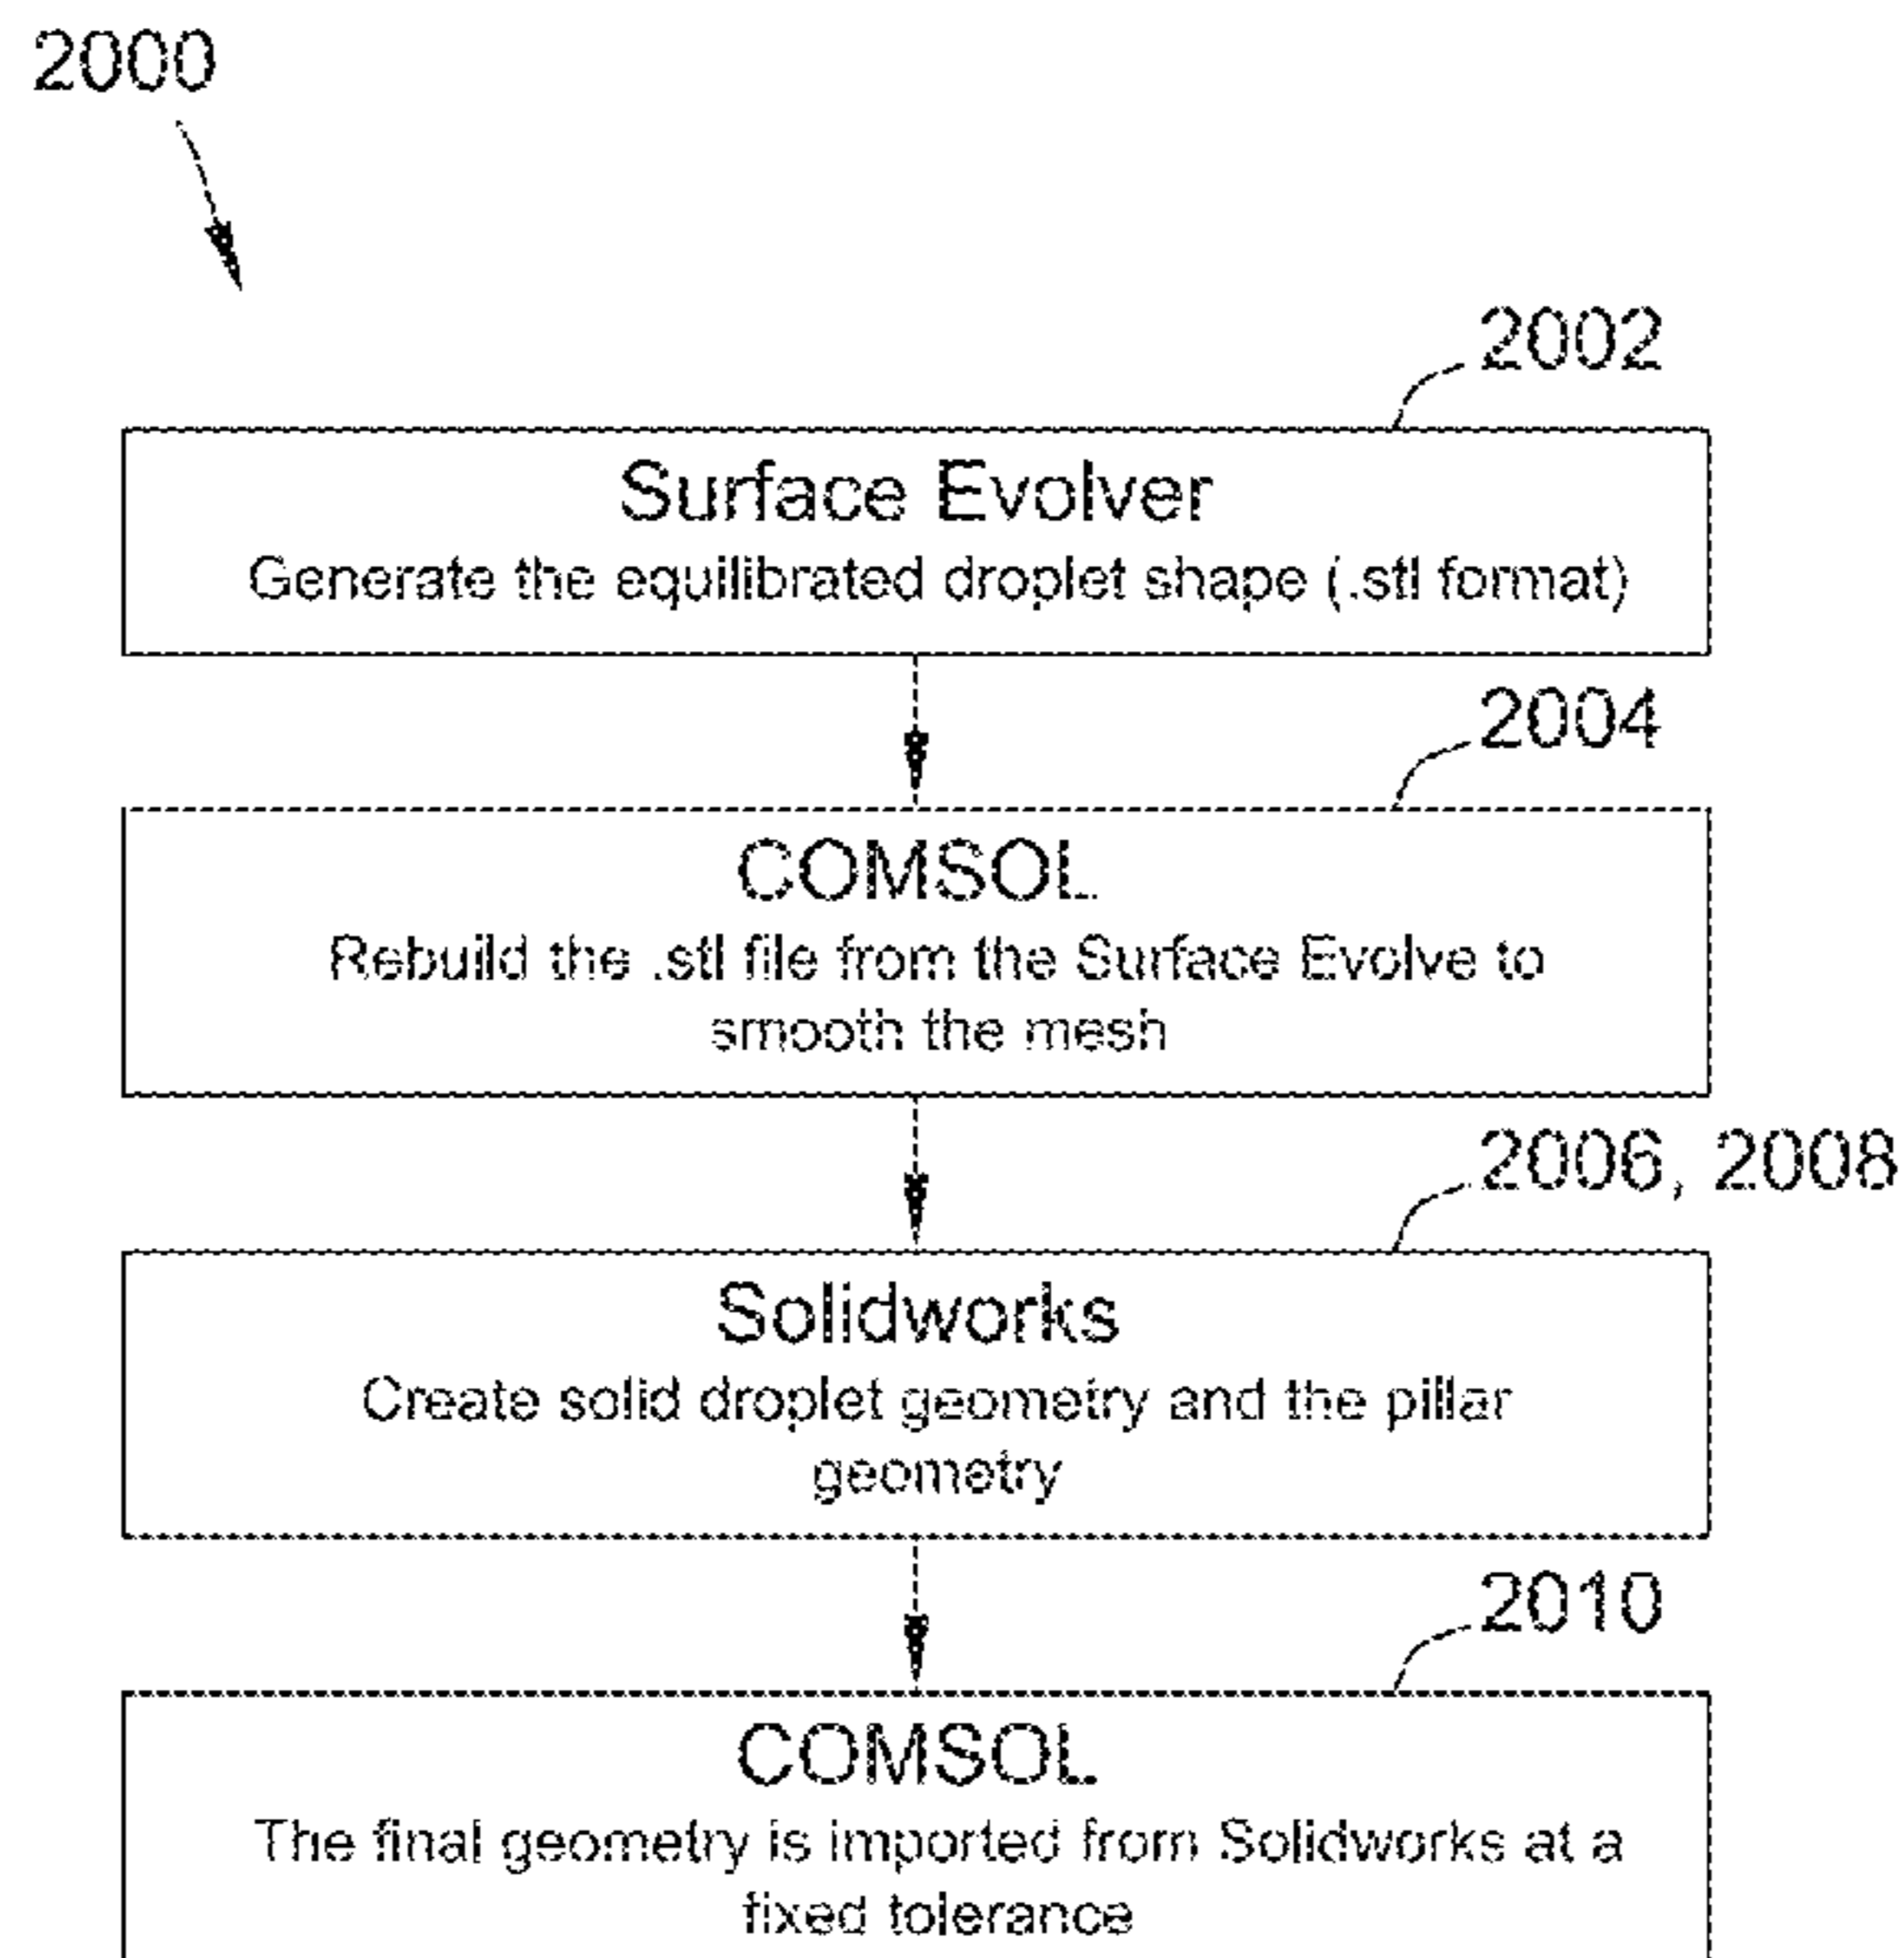 2000
2002
Surface Evolver
Generate the equilibrated droplet shape (.stl format)
2004
COMSOL
Rebuild the .stl file from the Surface Evolve to
smooth the mesh
2006, 2008
Solidworks
Create solid droplet geometry and the pillar
geometry
2010
COMSOL
The final geometry is imported from Solidworks at a
fixed tolerance